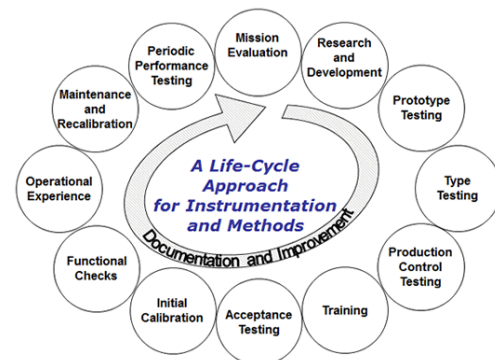 Mission
Evaluation
Research
and
Development
Prototype
Testing
Type
Testing
Production
Control
Testing
Training
Acceptance
Testing
Initial
Calibration
Functional
Checks
Operational
Experience
Maintenance
and
Recalibration
Periodic
Performance
Testing
A Life-Cycle
Approach
for Instrumentation
and Methods
Documentation and Improvement